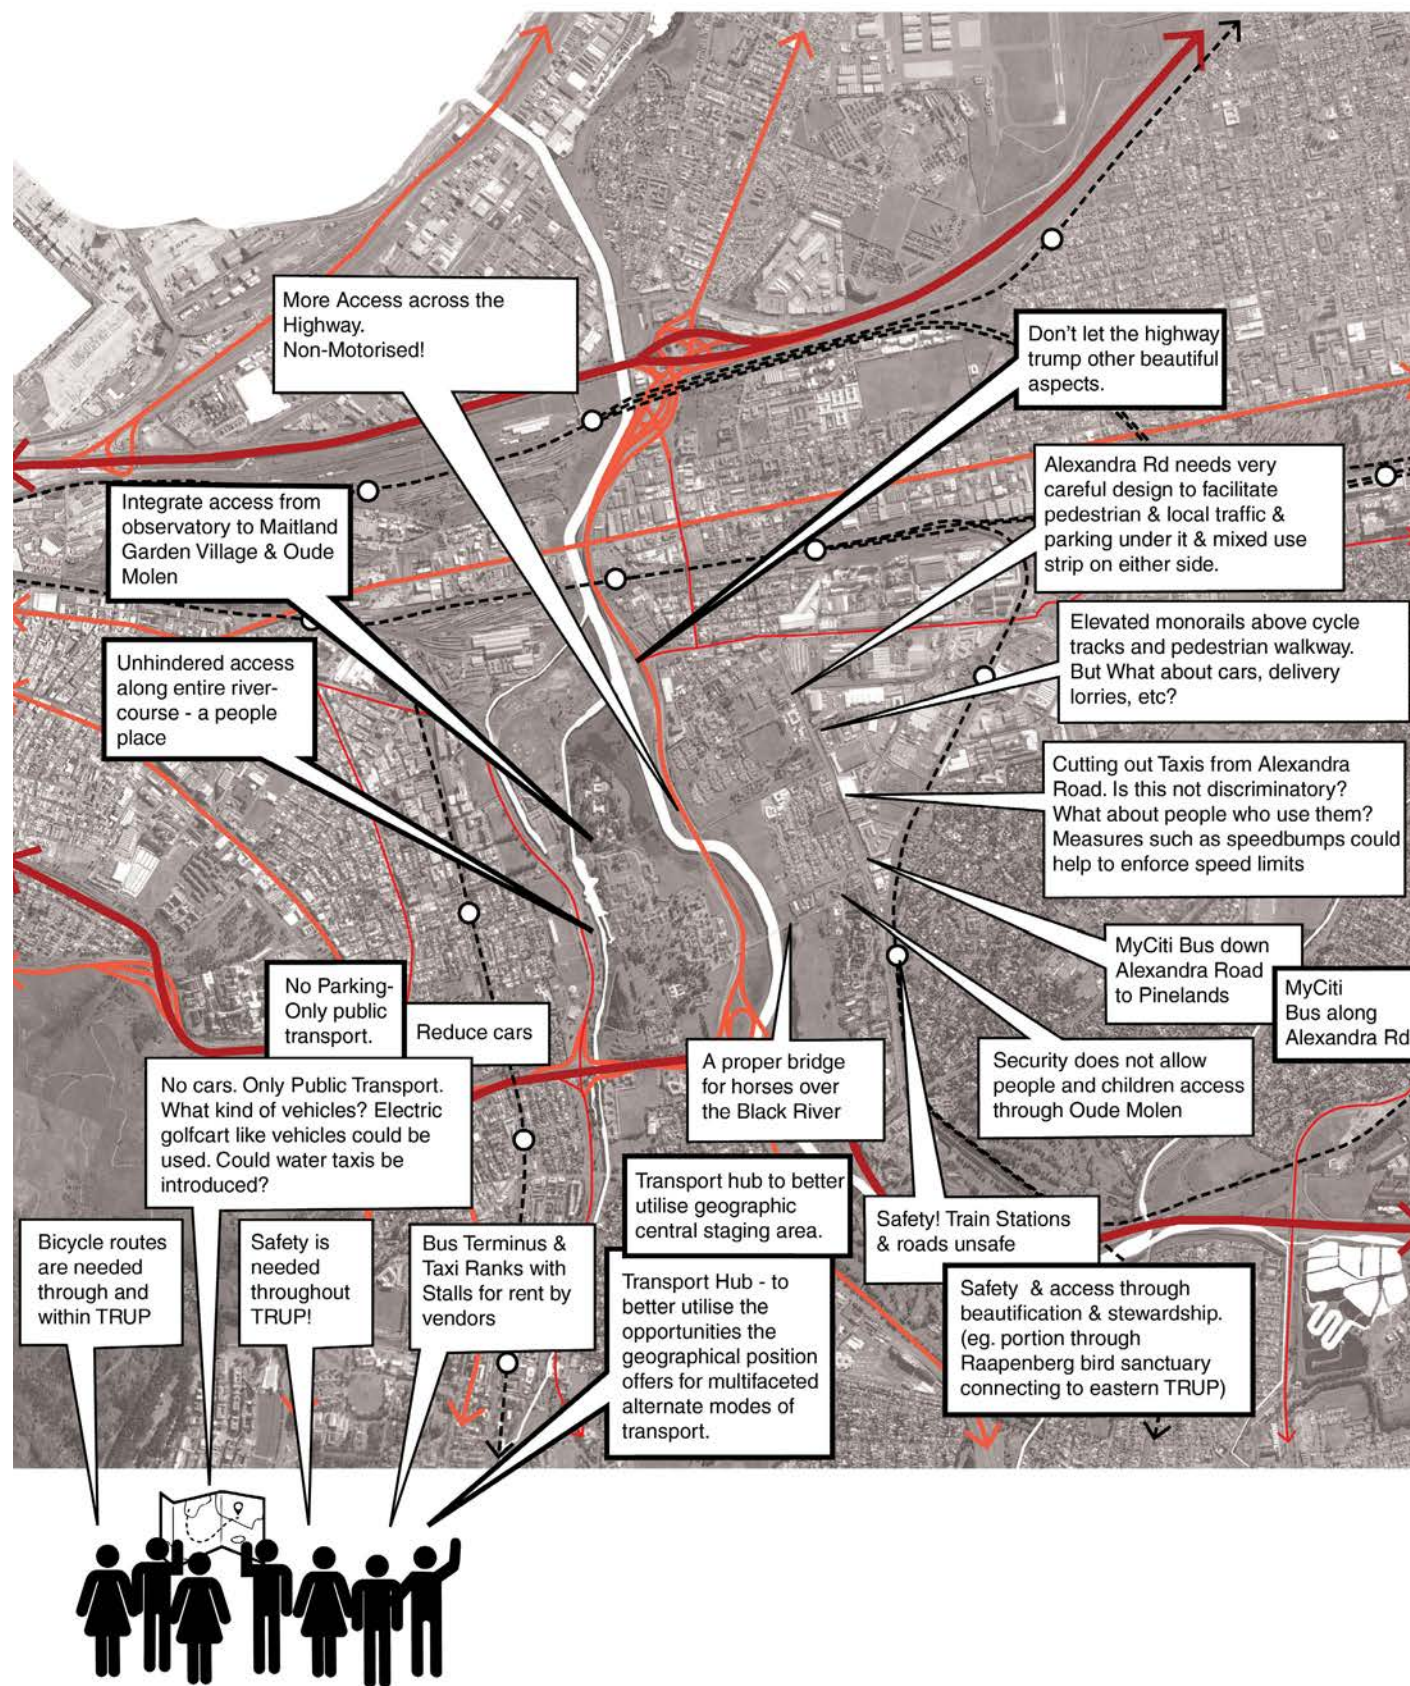 More Access across the
Highway.
Non-Motorised!
Don't let the highway
trump other beautiful
aspects.
Integrate access from
observatory to Maitland
Garden Village & Oude
Molen
Alexandra Rd needs very
careful design to facilitate
pedestrian & local traffic &
parking under it & mixed use
strip on either side.
Unhindered access
along entire river-
course - a people
place
Elevated monorails above cycle
tracks and pedestrian walkway.
But What about cars, delivery
lorries, etc?
Cutting out Taxis from Alexandra
Road. Is this not discriminatory?
What about people who use them?
Measures such as speedbumps could
help to enforce speed limits
MyCiti Bus down
Alexandra Road
to Pinelands
MyCiti
Bus along
Alexandra Rd
No Parking-
Only public
transport.
Reduce cars
A proper bridge
for horses over
the Black River
Security does not allow
people and children access
through Oude Molen
No cars. Only Public Transport.
What kind of vehicles? Electric
golfcart like vehicles could be
used. Could water taxis be
introduced?
Transport hub to better
utilise geographic
central staging area.
Safety! Train Stations
& roads unsafe
Bicycle routes
are needed
through and
within TRUP
Safety is
needed
throughout
TRUP!
Bus Terminus &
Taxi Ranks with
Stalls for rent by
vendors
Transport Hub - to
better utilise the
opportunities the
geographical position
offers for multifaceted
alternate modes of
transport.
Safety & access through
beautification & stewardship.
(eg. portion through
Raapenberg bird sanctuary
connecting to eastern TRUP)